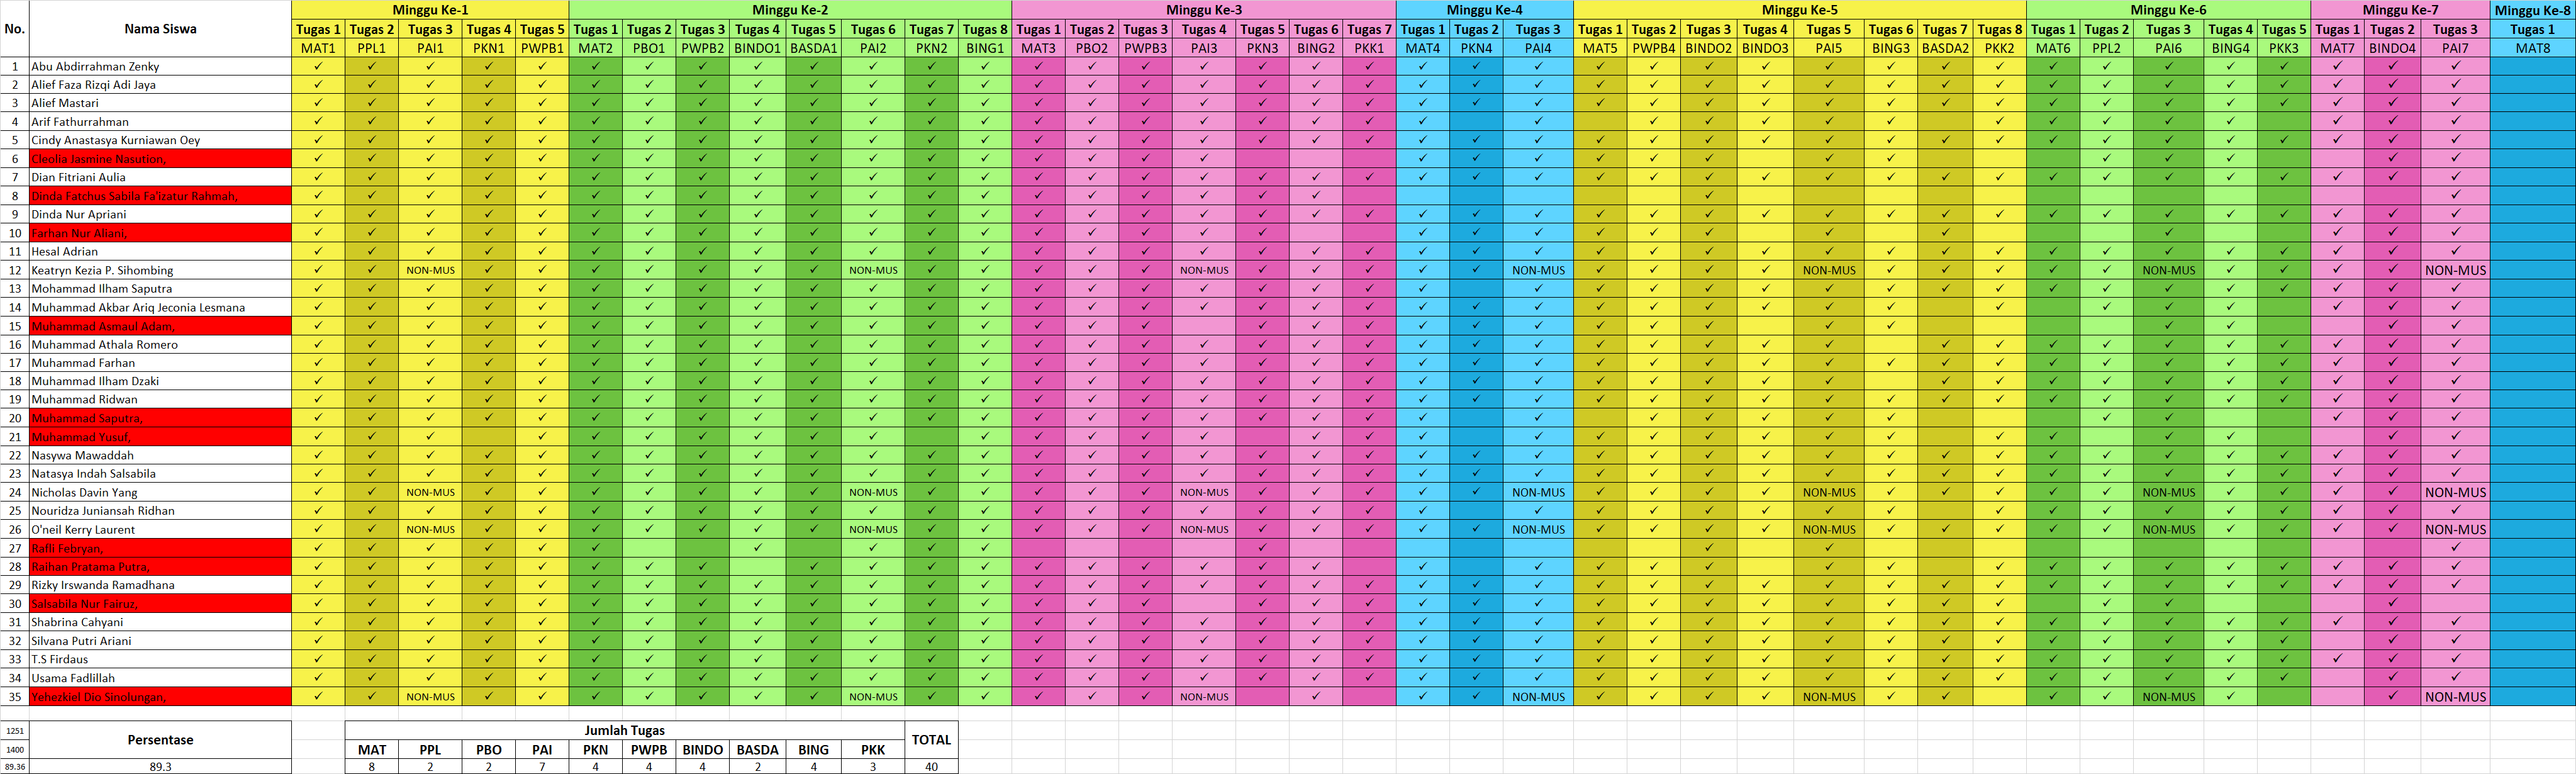 Minggu Ke-1 Minggu Ke-2 Minggu Ke-3 Minggu Ke-4 Minggu Ke-5 Minggu Ke-6 Minggu Ke-7 Minggu Ke-8
No. Nama Siswa Tugas 1 Tugas 2 Tugas 3 Tugas 4 Tugas 5 Tugas 1 Tugas 2 Tugas 3 Tugas 4 Tugas 5 Tugas 6 Tugas 7 Tugas 8 Tugas 1 Tugas 2 Tugas 3 Tugas 4 Tugas 5 Tugas 6 Tugas 7 Tugas 1 Tugas 2 Tugas 3 Tugas 1 Tugas 2 Tugas 3 Tugas 4 Tugas 5 Tugas 6 Tugas 7 Tugas 8 Tugas 1 Tugas 2 Tugas 3 Tugas 4 Tugas 5 Tugas 1 Tugas 2 Tugas 3 Tugas 1
MAT1 PPL1 PAI1 PKN1 PWPB1 MAT2 PBO1 PWPB2 BINDO1 BASDA1 PAI2 PKN2 BING1 MAT3 PBO2 PWPB3 PAI3 PKN3 BING2 PKK1 MAT4 PKN4 PAI4 MAT5 PWPB4 BINDO2 BINDO3 PAI5 BING3 BASDA2 PKK2 MAT6 PPL2 PAI6 BING4 PKK3 MAT7 BINDO4 PAI7 MAT8
1 Abu Abdirrahman Zenky
2 Alief Faza Rizqi Adi Jaya
3 Alief Mastari
4 Arif Fathurrahman
5 Cindy Anastasya Kurniawan Oey
6 Cleolia Jasmine Nasution,
7 Dian Fitriani Aulia
8 Dinda Fatchus Sabila Fa'izatur Rahmah,
9 Dinda Nur Apriani
10 Farhan Nur Aliani,
11 Hesal Adrian
12 Keatryn Kezia P. Sihombing NON-MUS NON-MUS NON-MUS NON-MUS NON-MUS NON-MUS NON-MUS
13 Mohammad Ilham Saputra
14 Muhammad Akbar Ariq Jeconia Lesmana
15 Muhammad Asmaul Adam,
16 Muhammad Athala Romero
17 Muhammad Farhan
18 Muhammad Ilham Dzaki
19 Muhammad Ridwan
20 Muhammad Saputra,
21 Muhammad Yusuf,
22 Nasywa Mawaddah
23 Natasya Indah Salsabila
24 Nicholas Davin Yang NON-MUS NON-MUS NON-MUS NON-MUS NON-MUS NON-MUS NON-MUS
25 Nouridza Juniansah Ridhan
26 O'neil Kerry Laurent NON-MUS NON-MUS NON-MUS NON-MUS NON-MUS NON-MUS NON-MUS
27 Rafli Febryan,
28 Raihan Pratama Putra,
29 Rizky Irswanda Ramadhana
30 Salsabila Nur Fairuz,
31 Shabrina Cahyani
32 Silvana Putri Ariani
33 T.S Firdaus
34 Usama Fadlillah
35 Yehezkiel Dio Sinolungan, NON-MUS NON-MUS NON-MUS NON-MUS NON-MUS NON-MUS NON-MUS
1251 Persentase Jumlah Tugas TOTAL
1400 MAT PPL PBO PAI PKN PWPB BINDO BASDA BING PKK
89.36 89.3 8 2 2 7 4 4 4 2 4 3 40